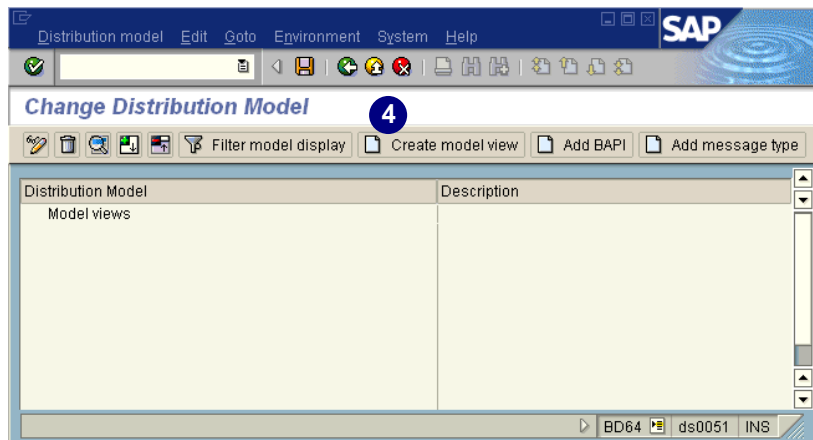 Distribution model Edit Goto Environment System Help
SAP
Change Distribution Model
4
Filter model display Create model view Add BAPI Add message type
Distribution Model Description
Model views
BD64 ds0051 INS